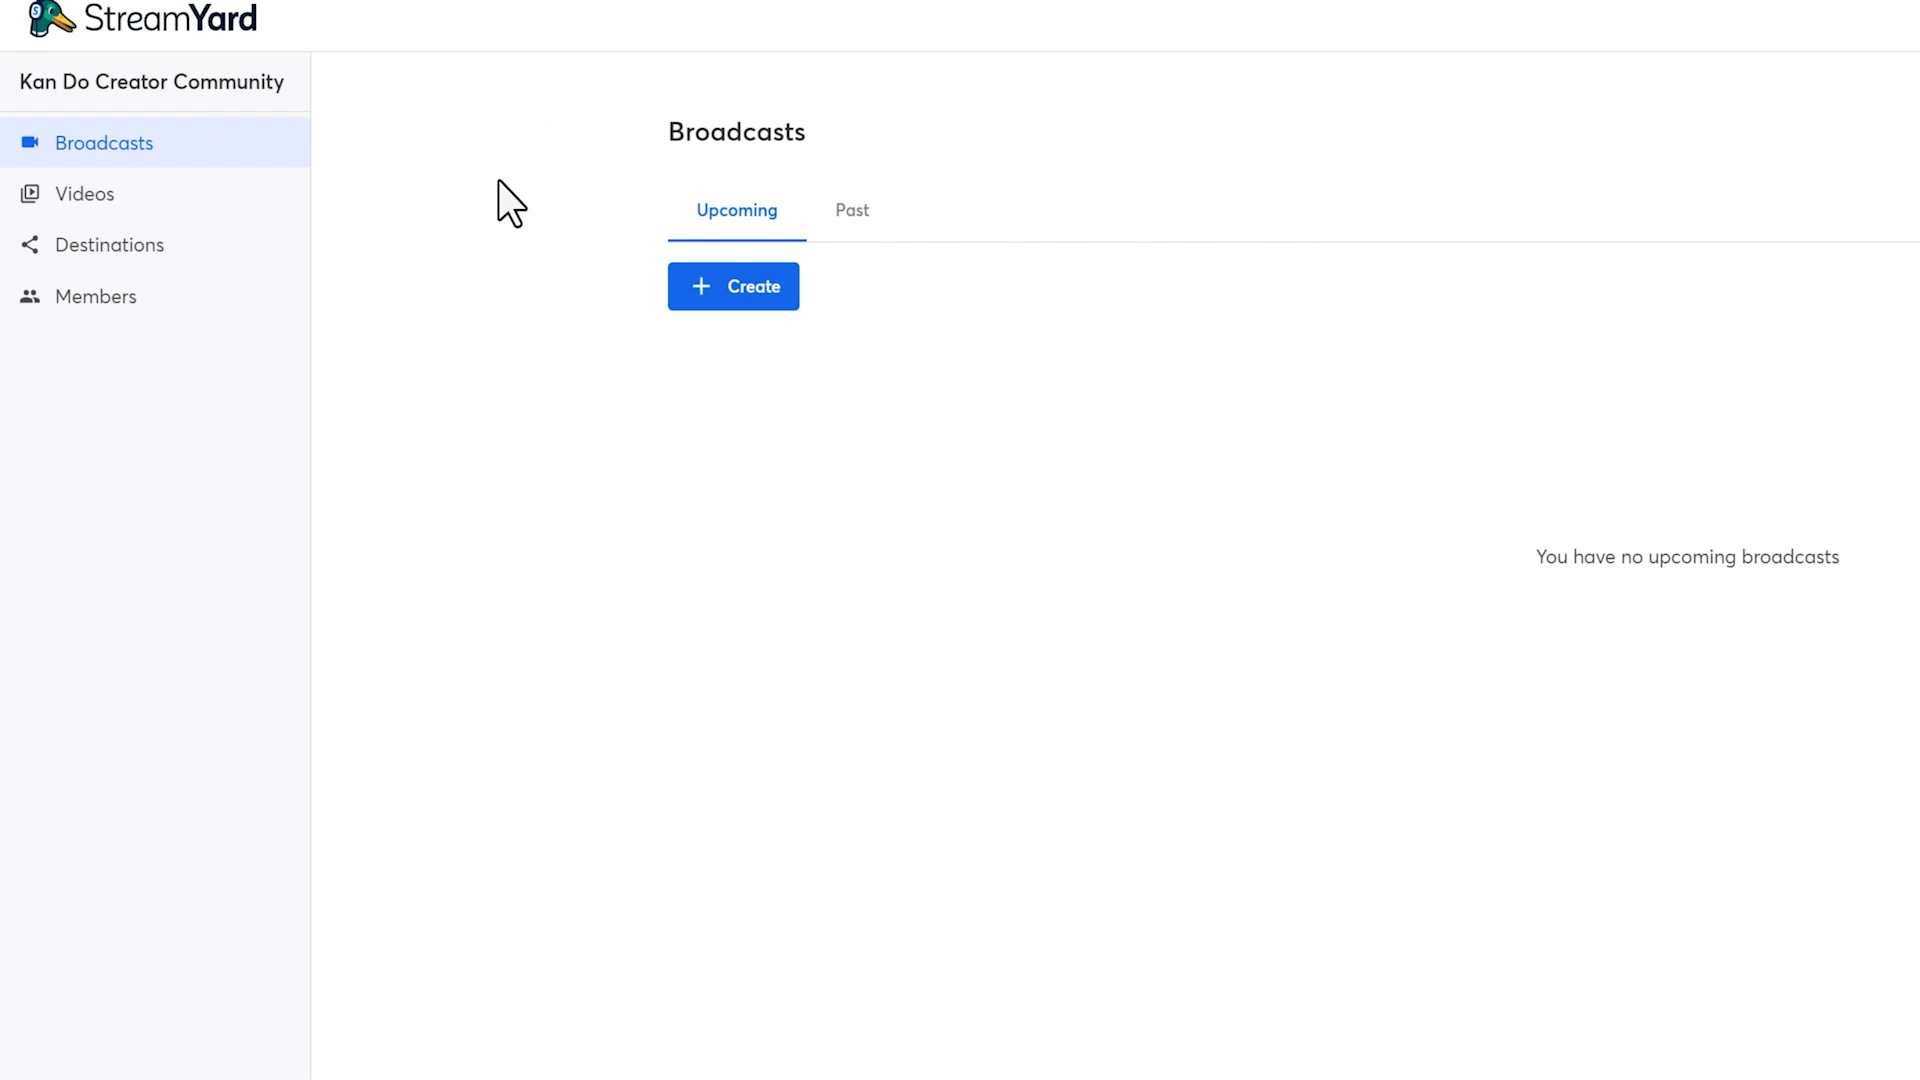 StreamYard
Kan Do Creator Community
Broadcasts
Videos
Destinations
Members
Broadcasts
Upcoming
Past
Create
You have no upcoming broadcasts